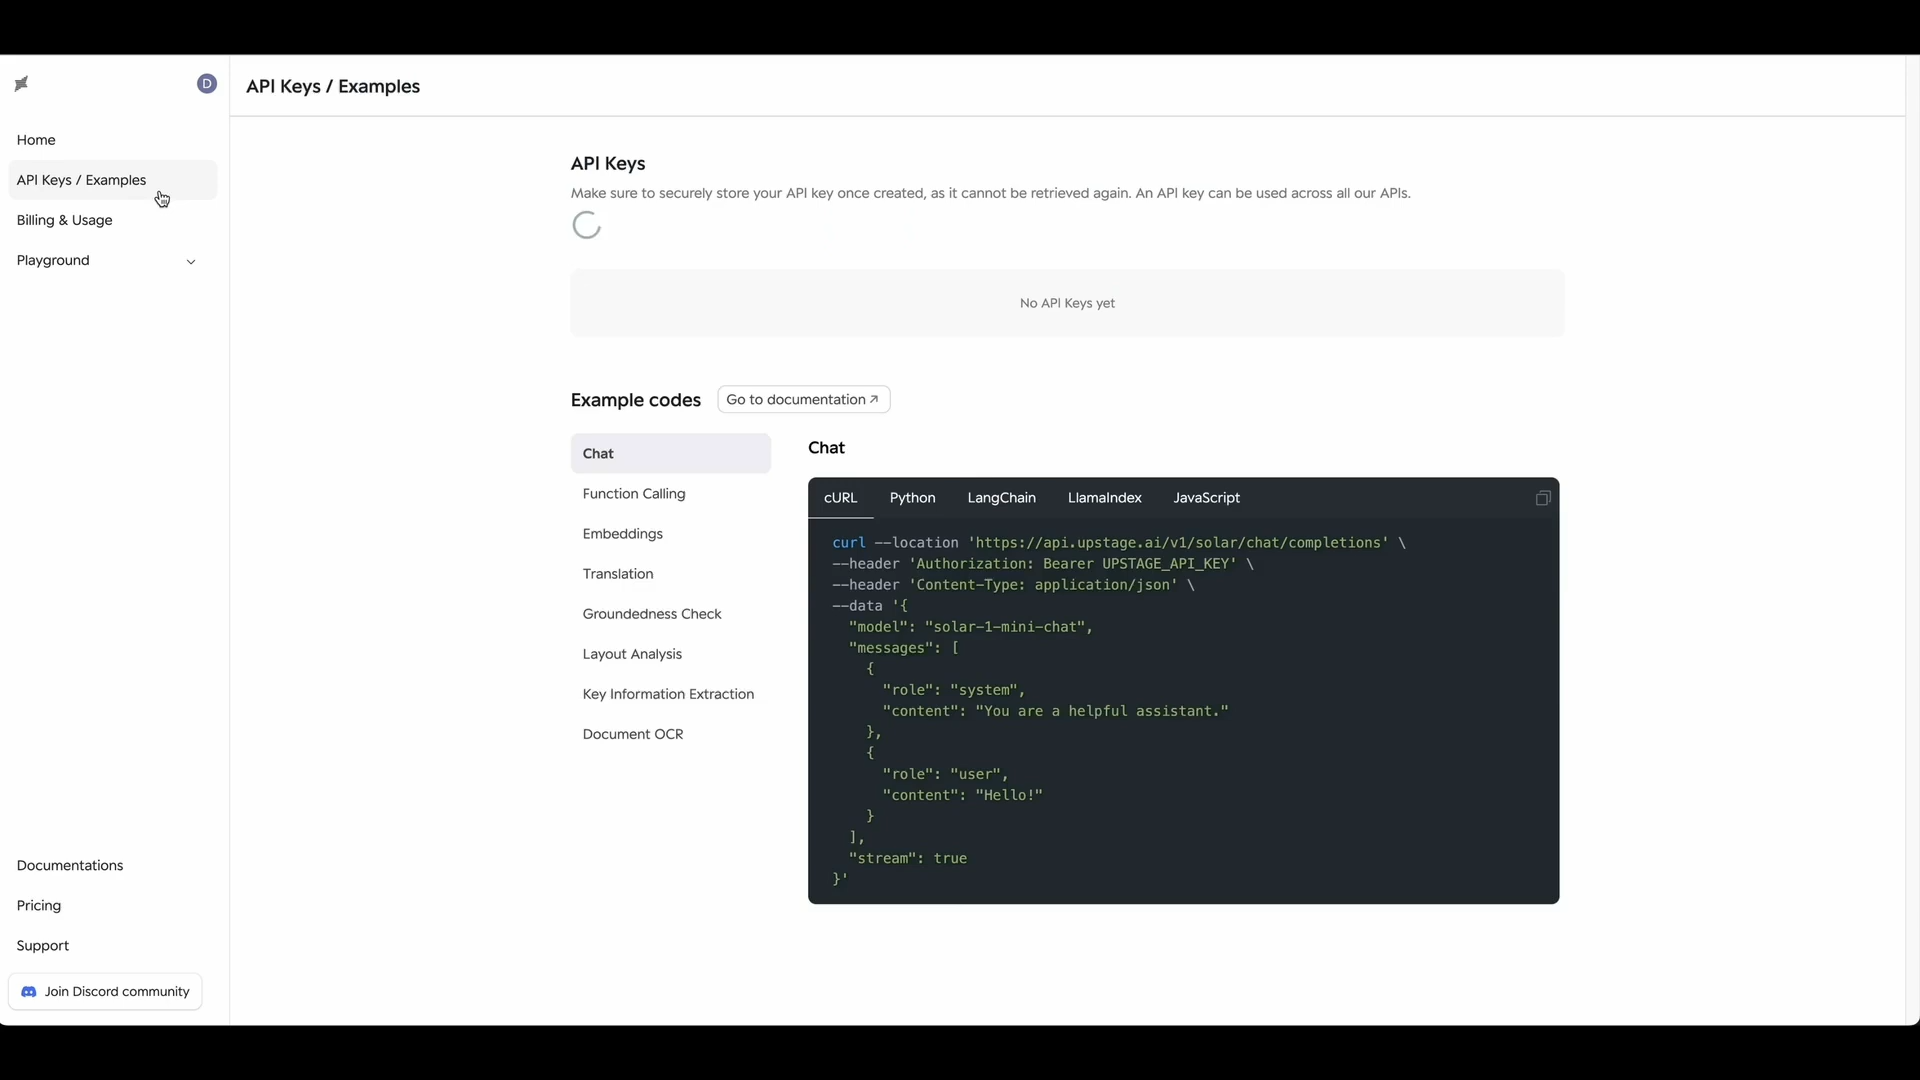 D
API Keys / Examples
Home
API Keys / Examples
Billing & Usage
Playground
API Keys
Make sure to securely store your API key once created, as it cannot be retrieved again. An API key can be used across all our APIs.
No API Keys yet
Example codes
Go to documentation ↗
Chat
Function Calling
Embeddings
Translation
Groundedness Check
Layout Analysis
Key Information Extraction
Document OCR
Chat
cURL Python LangChain LlamaIndex JavaScript
curl --location 'https://api.upstage.ai/v1/solar/chat/completions' \
--header 'Authorization: Bearer UPSTAGE_API_KEY' \
--header 'Content-Type: application/json' \
--data '{
  "model": "solar-1-mini-chat",
  "messages": [
    {
      "role": "system",
      "content": "You are a helpful assistant."
    },
    {
      "role": "user",
      "content": "Hello!"
    }
  ],
  "stream": true
}'
Documentations
Pricing
Support
Join Discord community